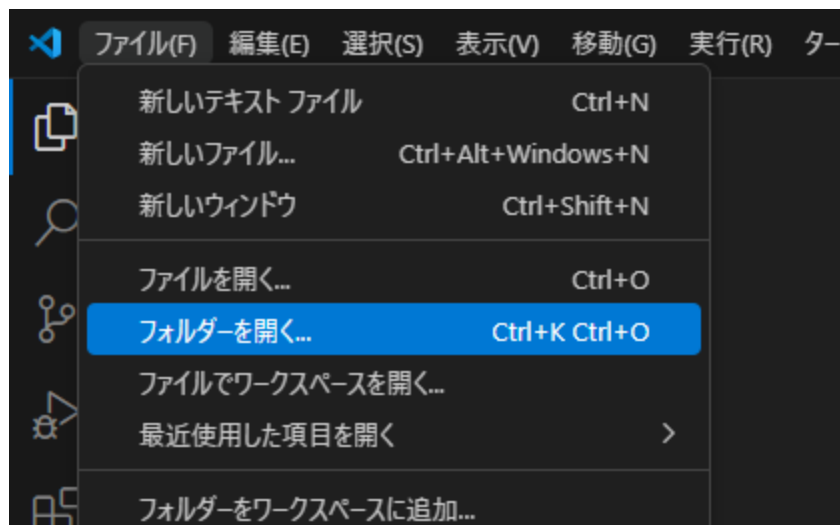 ファイル(F) 編集(E) 選択(S) 表示(V) 移動(G) 実行(R) ター
新しいテキスト ファイル Ctrl+N
新しいファイル... Ctrl+Alt+Windows+N
新しいウィンドウ Ctrl+Shift+N
ファイルを開く... Ctrl+O
フォルダーを開く... Ctrl+K Ctrl+O
ファイルでワークスペースを開く...
最近使用した項目を開く
フォルダーをワークスペースに追加...